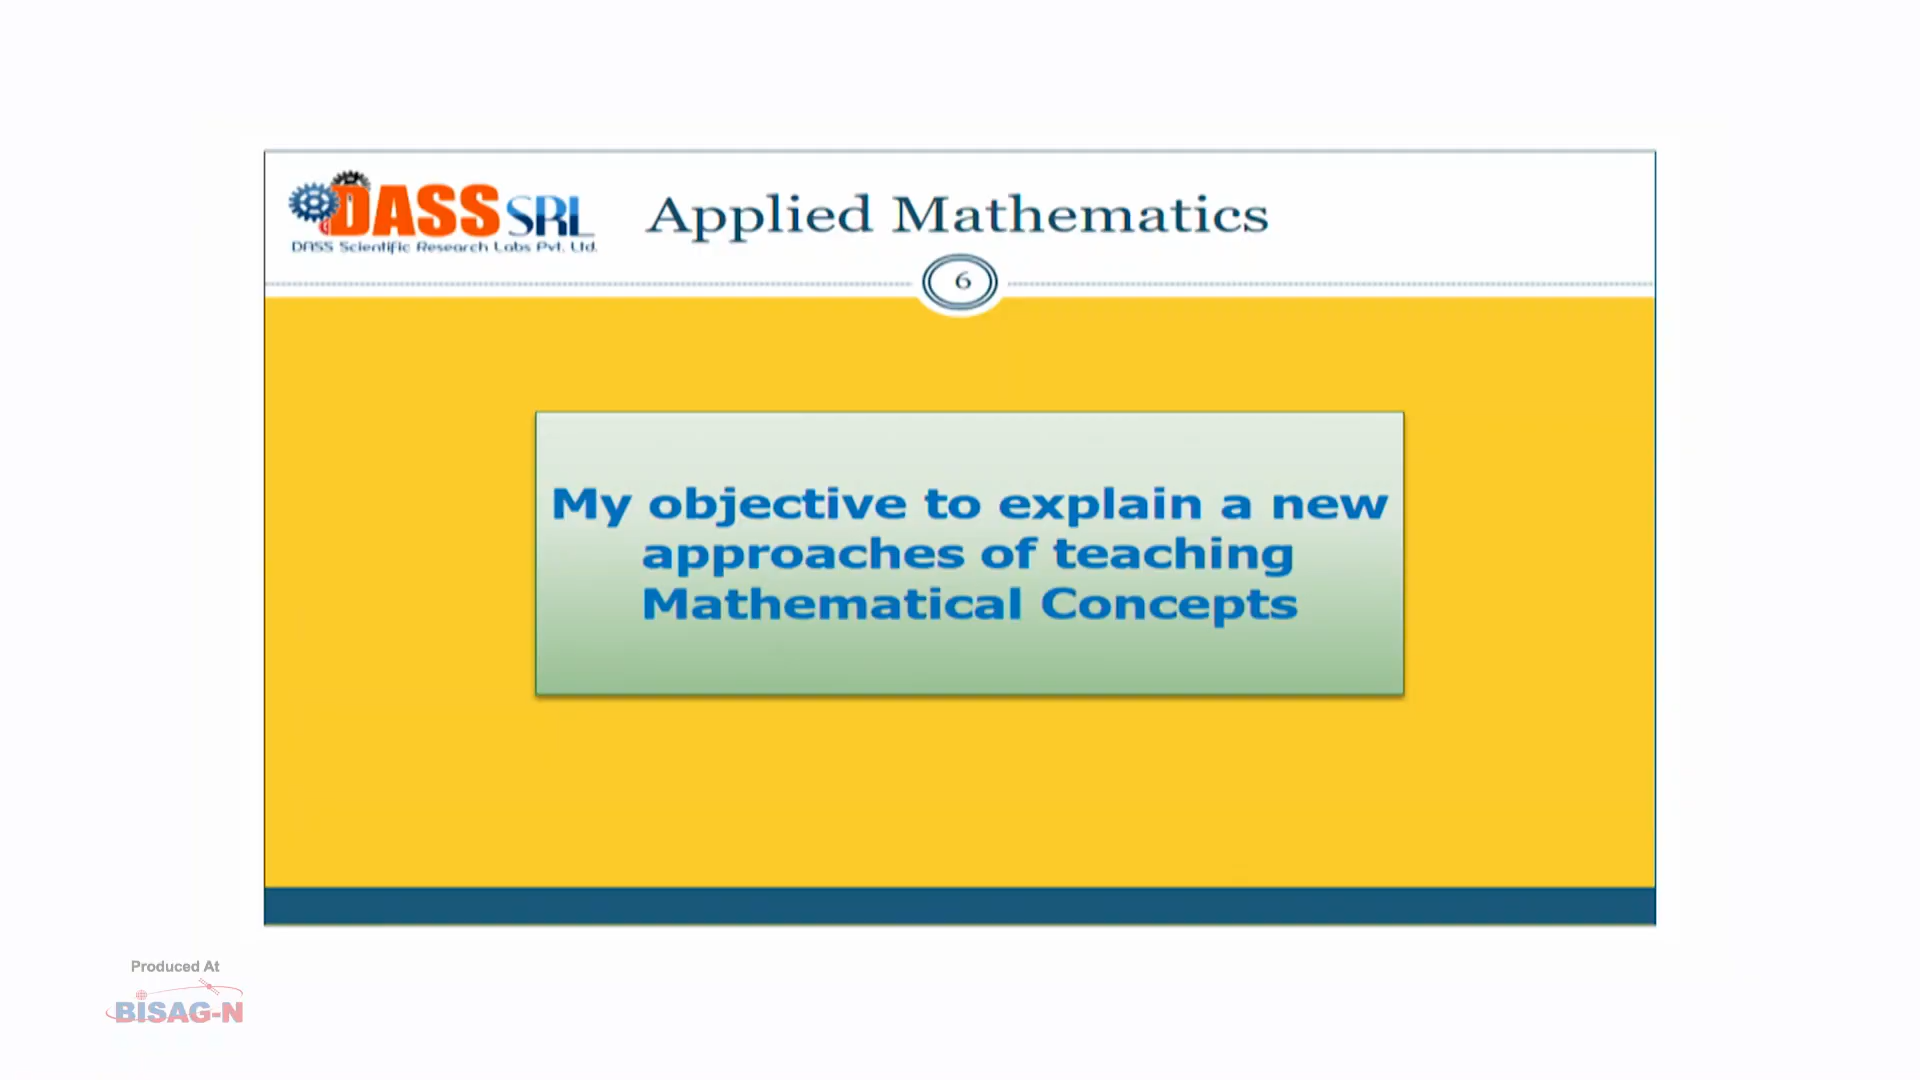 DASS SRL
DASS Scientific Research Labs Pvt. Ltd.
Applied Mathematics
6
My objective to explain a new
approaches of teaching
Mathematical Concepts
Produced At
BISAG-N